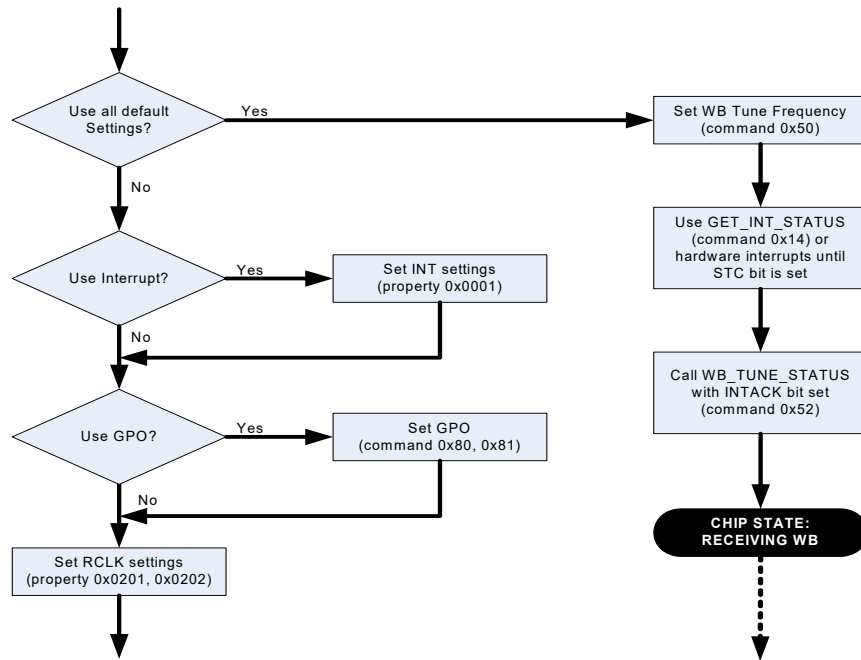 Use all default
Settings?
Yes
No
Set WB Tune Frequency
(command 0x50)
Use GET_INT_STATUS
(command 0x14) or
hardware interrupts until
STC bit is set
Use Interrupt?
Yes
No
Set INT settings
(property 0x0001)
Call WB_TUNE_STATUS
with INTACK bit set
(command 0x52)
Use GPO?
Yes
No
Set GPO
(command 0x80, 0x81)
CHIP STATE:
RECEIVING WB
Set RCLK settings
(property 0x0201, 0x0202)